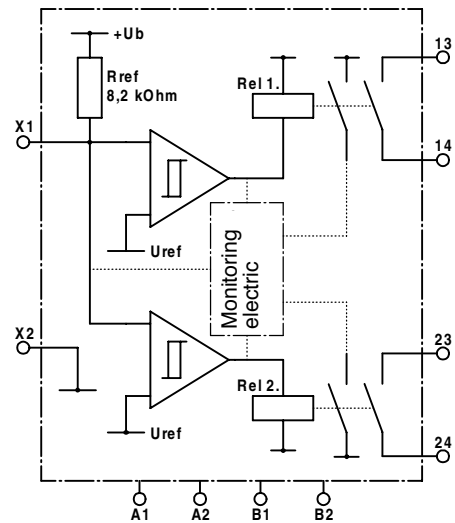 +Ub
13
Rref
8,2 kOhm
Rel 1.
X1
14
Uref
Monitoring
electric
X2
23
Rel 2.
Uref
24
A1
A2
B1
B2